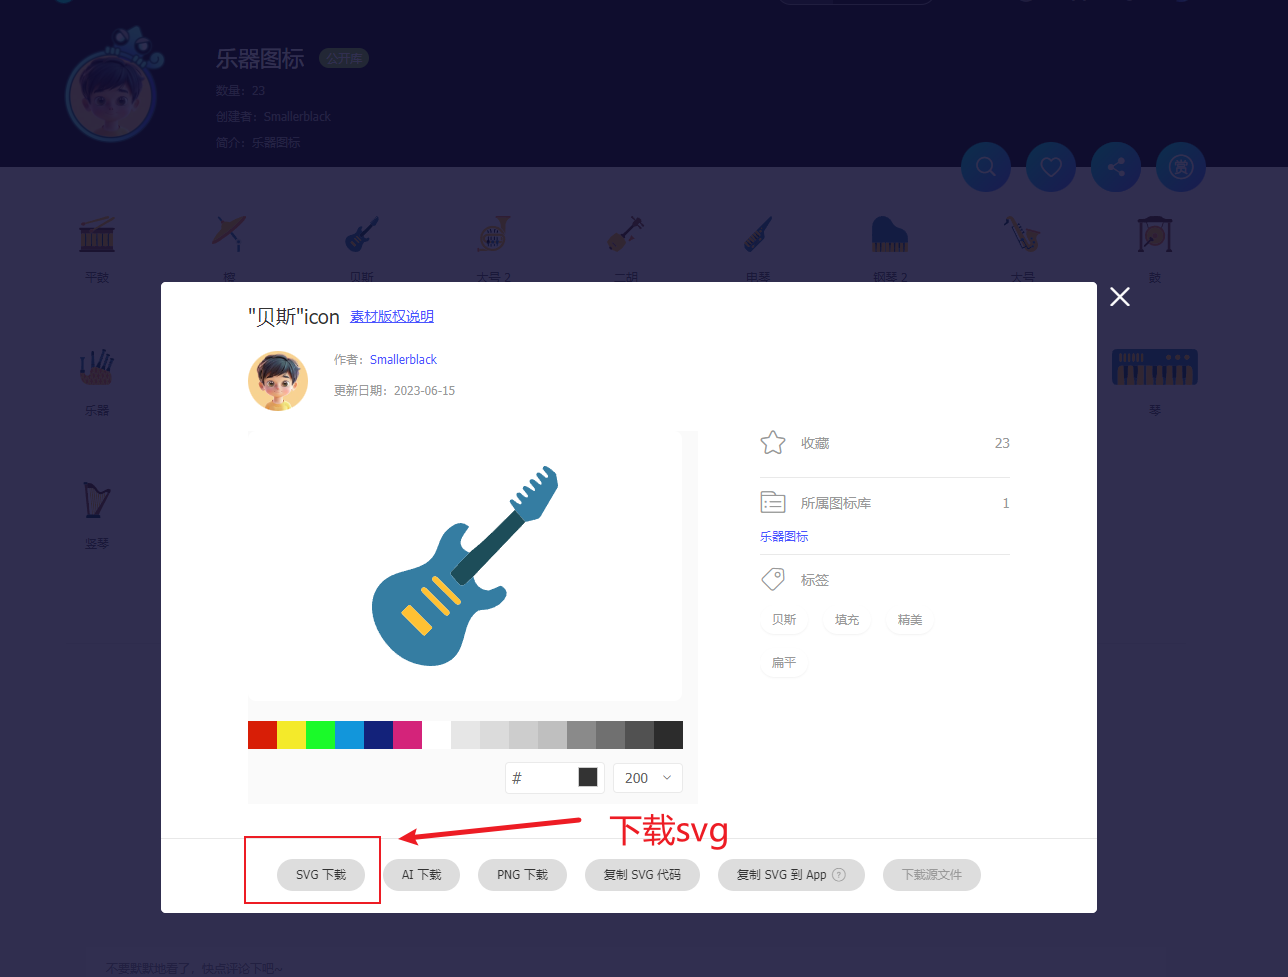 乐器图标 公开库
数量：23
创建者：Smallerblack
简介：乐器图标
赏
平鼓 贝斯 大号 2 二胡 电琴 钢琴 2 大号 鼓
"贝斯"icon 素材版权说明
作者：Smallerblack
更新日期：2023-06-15
乐器
琴
竖琴
收藏 23
所属图标库 1
乐器图标
标签
贝斯 填充 精美
扁平
# 200
下载svg
SVG 下载 AI 下载 PNG 下载 复制 SVG 代码 复制 SVG 到 App ? 下载源文件
不要默默地看了，快点评论下吧~